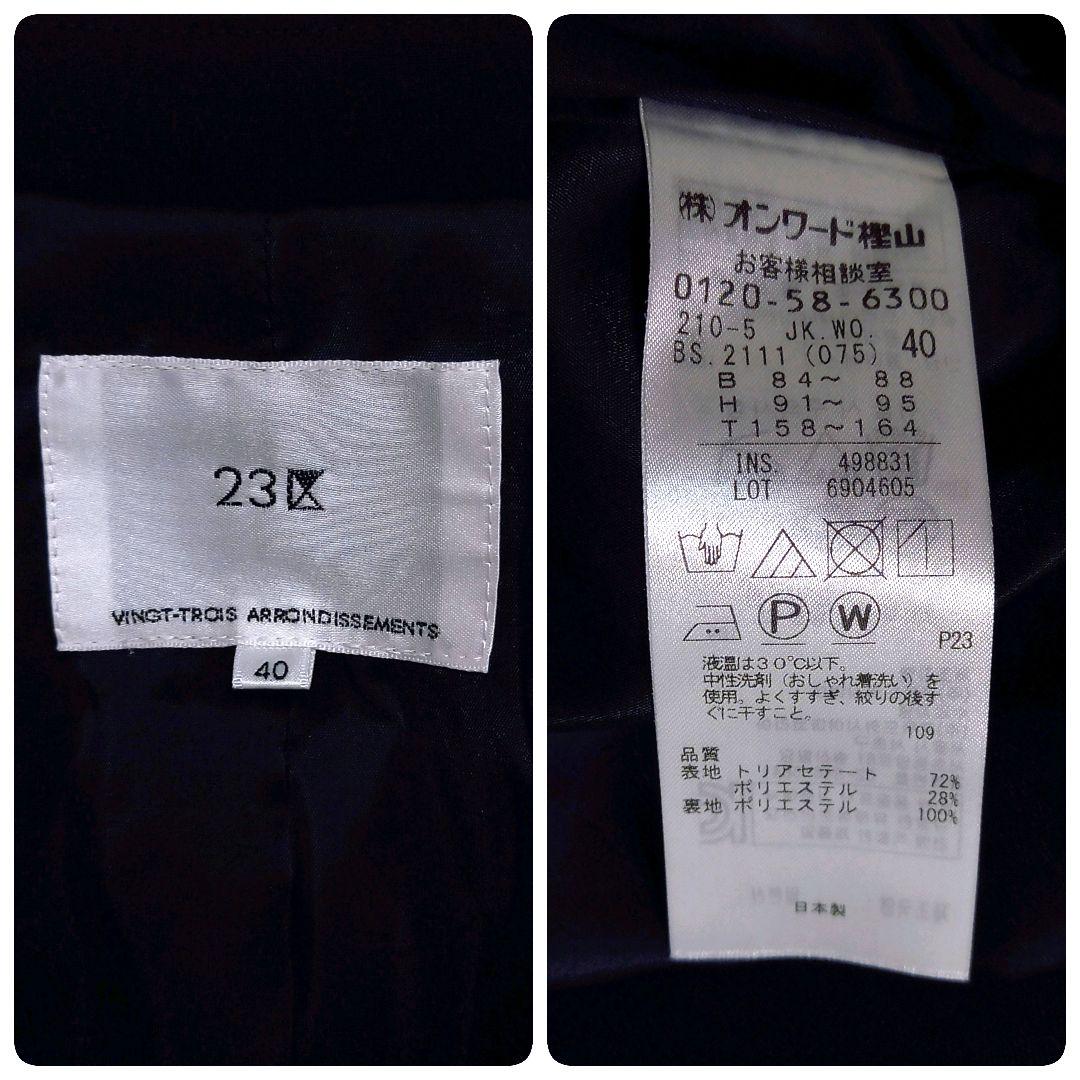 23区
VINGT-TROIS ARRONDISSEMENTS
40
(株)オンワード樫山
お客様相談室
0120-58-6300
210-5 JK.WO.
BS.2111 (075) 40
B 84～ 88
H 91～ 95
T158～164
INS. 498831
LOT 6904605
P W
P23
液温は30℃以下。
中性洗剤（おしゃれ着洗い）を
使用。よくすすぎ、絞りの後す
ぐに干すこと。
109
品質
表地 トリアセテート 72%
ポリエステル 28%
裏地 ポリエステル 100%
日本製